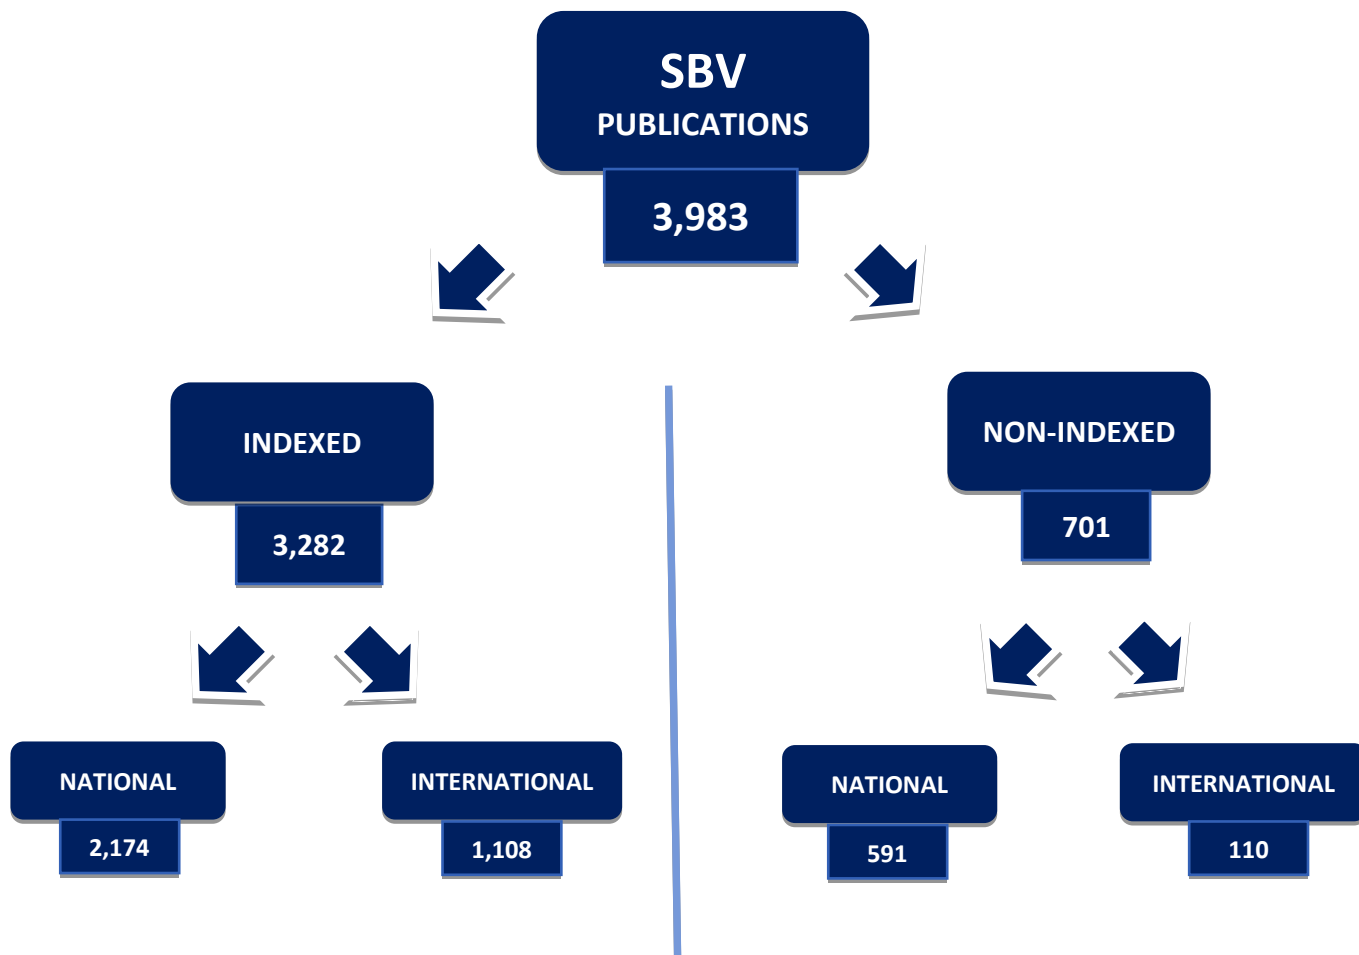 SBV
PUBLICATIONS
3,983
INDEXED
3,282
NON-INDEXED
701
NATIONAL
2,174
INTERNATIONAL
1,108
NATIONAL
591
INTERNATIONAL
110